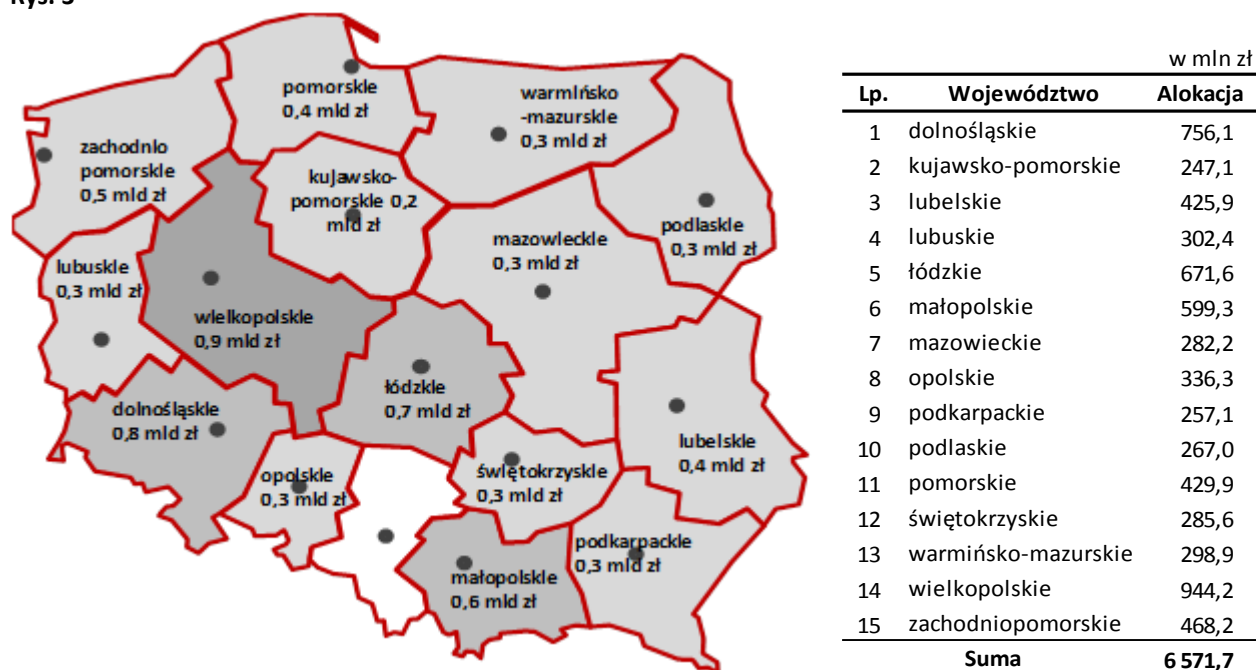 Rys.
pomorskie
0,4 mld zł
warmińsko
-mazurskie
0,3 mld zł
zachodnio
pomorskie
0,5 mld zł
kujawsko-
pomorskie 0,2
mld zł
podlaskie
0,3 mld zł
mazowieckie
0,3 mld zł
lubuskie
0,3 mld zł
wielkopolskie
0,9 mld zł
łódzkie
0,7 mld zł
dolnośląskie
0,8 mld zł
lubelskie
0,4 mld zł
opolskie
0,3 mld zł
świętokrzyskie
0,3 mld zł
podkarpackie
0,3 mld zł
małopolskie
0,6 mld zł
w mln zł
Lp. Województwo Alokacja
1 dolnośląskie 756,1
2 kujawsko-pomorskie 247,1
3 lubelskie 425,9
4 lubuskie 302,4
5 łódzkie 671,6
6 małopolskie 599,3
7 mazowieckie 282,2
8 opolskie 336,3
9 podkarpackie 257,1
10 podlaskie 267,0
11 pomorskie 429,9
12 świętokrzyskie 285,6
13 warmińsko-mazurskie 298,9
14 wielkopolskie 944,2
15 zachodniopomorskie 468,2
Suma 6 571,7